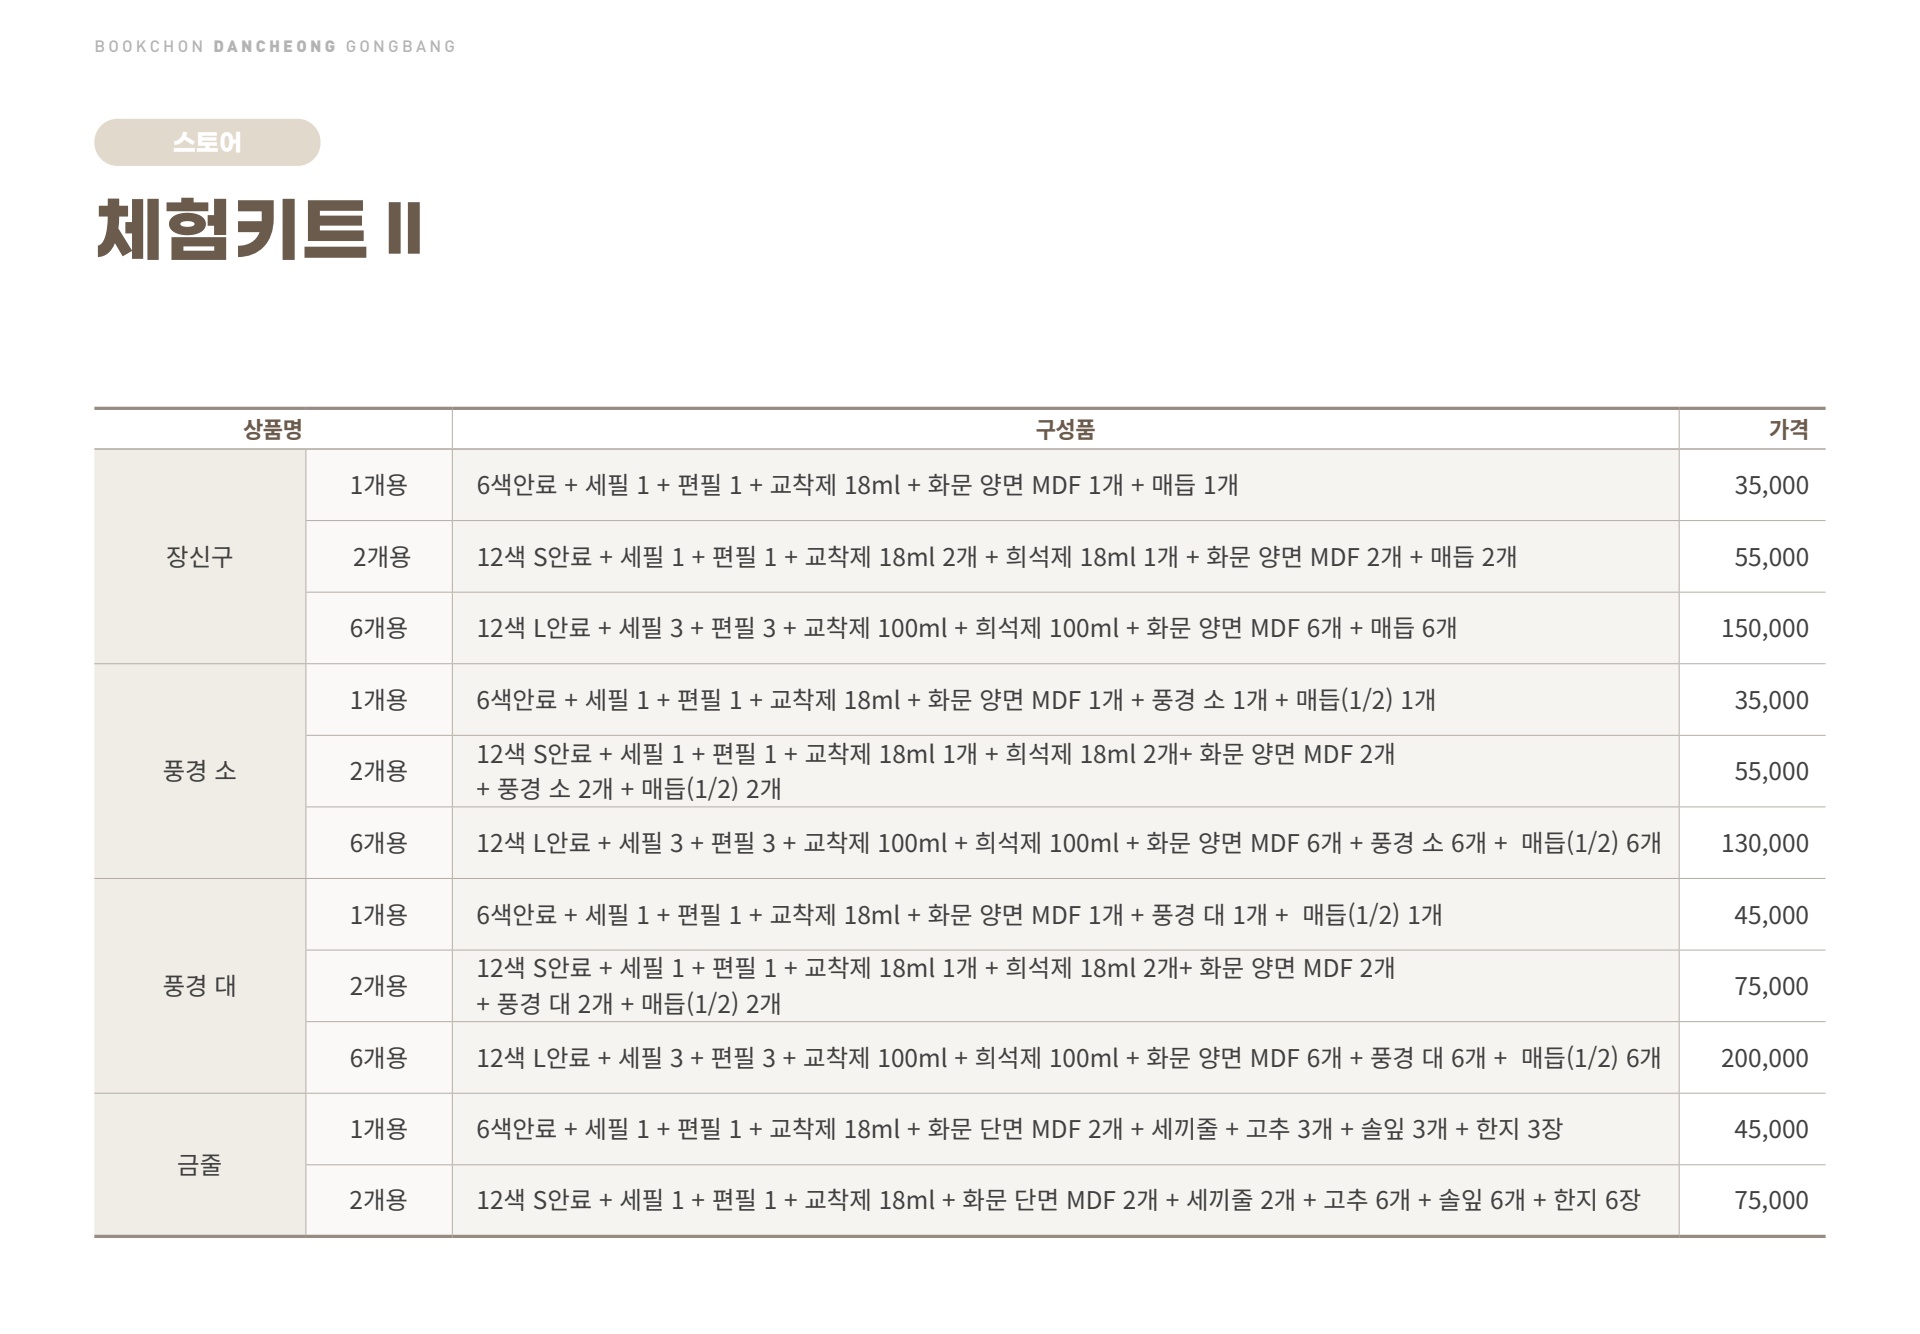 BOOKCHON DANCHEONG GONGBANG
스토어
체험키트 II
상품명 구성품 가격
장신구
1개용 6색안료 + 세필 1 + 편필 1 + 교착제 18ml + 화문 양면 MDF 1개 + 매듭 1개 35,000
2개용 12색 S안료 + 세필 1 + 편필 1 + 교착제 18ml 2개 + 희석제 18ml 1개 + 화문 양면 MDF 2개 + 매듭 2개 55,000
6개용 12색 L안료 + 세필 3 + 편필 3 + 교착제 100ml + 희석제 100ml + 화문 양면 MDF 6개 + 매듭 6개 150,000
풍경 소
1개용 6색안료 + 세필 1 + 편필 1 + 교착제 18ml + 화문 양면 MDF 1개 + 풍경 소 1개 + 매듭(1/2) 1개 35,000
2개용 12색 S안료 + 세필 1 + 편필 1 + 교착제 18ml 1개 + 희석제 18ml 2개+ 화문 양면 MDF 2개
+ 풍경 소 2개 + 매듭(1/2) 2개 55,000
6개용 12색 L안료 + 세필 3 + 편필 3 + 교착제 100ml + 희석제 100ml + 화문 양면 MDF 6개 + 풍경 소 6개 + 매듭(1/2) 6개 130,000
풍경 대
1개용 6색안료 + 세필 1 + 편필 1 + 교착제 18ml + 화문 양면 MDF 1개 + 풍경 대 1개 + 매듭(1/2) 1개 45,000
2개용 12색 S안료 + 세필 1 + 편필 1 + 교착제 18ml 1개 + 희석제 18ml 2개+ 화문 양면 MDF 2개
+ 풍경 대 2개 + 매듭(1/2) 2개 75,000
6개용 12색 L안료 + 세필 3 + 편필 3 + 교착제 100ml + 희석제 100ml + 화문 양면 MDF 6개 + 풍경 대 6개 + 매듭(1/2) 6개 200,000
금줄
1개용 6색안료 + 세필 1 + 편필 1 + 교착제 18ml + 화문 단면 MDF 2개 + 세끼줄 + 고추 3개 + 솔잎 3개 + 한지 3장 45,000
2개용 12색 S안료 + 세필 1 + 편필 1 + 교착제 18ml + 화문 단면 MDF 2개 + 세끼줄 2개 + 고추 6개 + 솔잎 6개 + 한지 6장 75,000